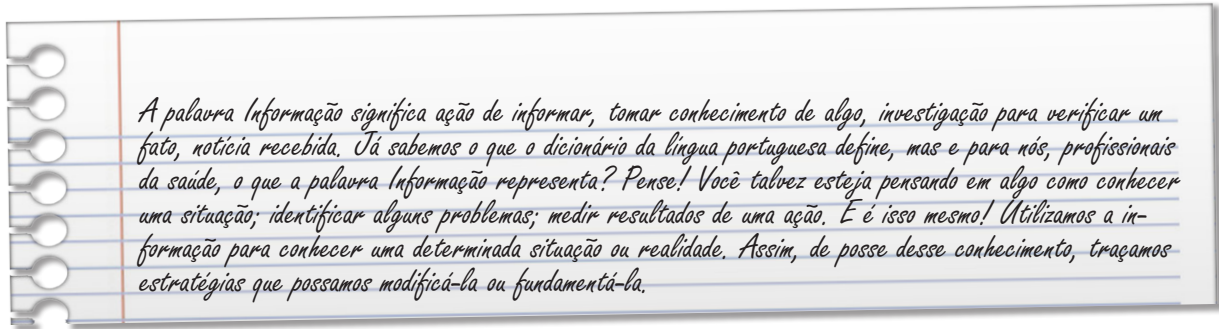 A palavra Informação significa ação de informar, tomar conhecimento de algo, investigação para verificar um
fato, notícia recebida. Já sabemos o que o dicionário da língua portuguesa define, mas e para nós, profissionais
da saúde, o que a palavra Informação representa? Pense! Você talvez esteja pensando em algo como conhecer
uma situação; identificar alguns problemas; medir resultados de uma ação. E é isso mesmo! Utilizamos a in-
formação para conhecer uma determinada situação ou realidade. Assim, de posse desse conhecimento, traçamos
estratégias que possamos modificá-la ou fundamentá-la.